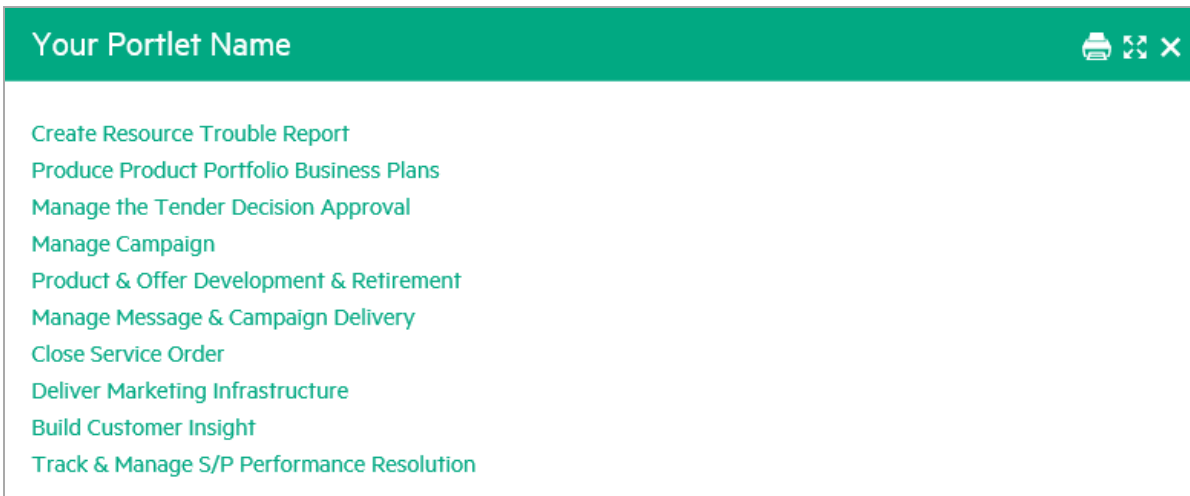 Your Portlet Name
Create Resource Trouble Report
Produce Product Portfolio Business Plans
Manage the Tender Decision Approval
Manage Campaign
Product & Offer Development & Retirement
Manage Message & Campaign Delivery
Close Service Order
Deliver Marketing Infrastructure
Build Customer Insight
Track & Manage S/P Performance Resolution